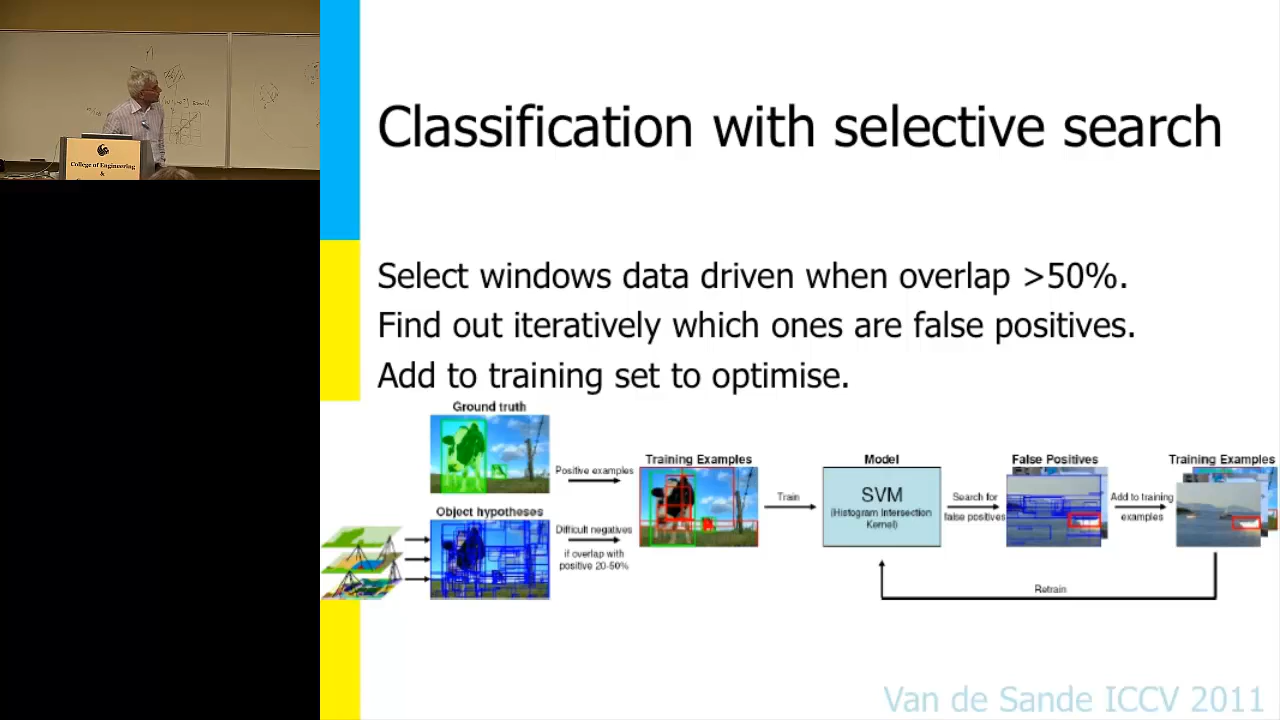 College of Engineering
&
Classification with selective search
Select windows data driven when overlap >50%.
Find out iteratively which ones are false positives.
Add to training set to optimise.
Ground truth
Positive examples
Object hypotheses
Difficult negatives
if overlap with
positive 20-50%
Training Examples
Train
Model
SVM
(Histogram Intersection
Kernel)
Search for
false positives
False Positives
Add to training
examples
Training Examples
Retrain
Van de Sande ICCV 2011